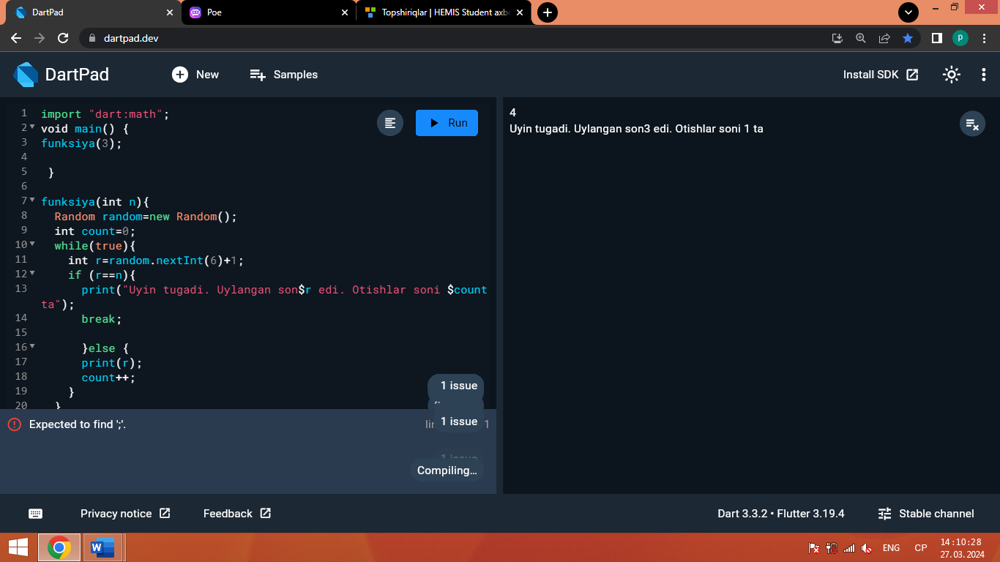 DartPad
Poe
Topshiriqlar | HEMIS Student axb
dartpad.dev
P
DartPad
New
Samples
Install SDK
1 import "dart:math";
2 void main() {
3 funksiya(3);
4
5 }
6
7 funksiya(int n){
8 Random random=new Random();
9 int count=0;
10 while(true){
11 int r=random.nextInt(6)+1;
12 if (r==n){
13 print("Uyin tugadi. Uylangan son$r edi. Otishlar soni $count
ta");
14 break;
15
16 }else {
17 print(r);
18 count++;
19 }
20 }
Run
4
Uyin tugadi. Uylangan son3 edi. Otishlar soni 1 ta
1 issue
Expected to find ';'.
1 issue
1
1 issue
Compiling...
Privacy notice
Feedback
Dart 3.3.2 • Flutter 3.19.4
Stable channel
W
ENG
CP
14:10:28
27.03.2024